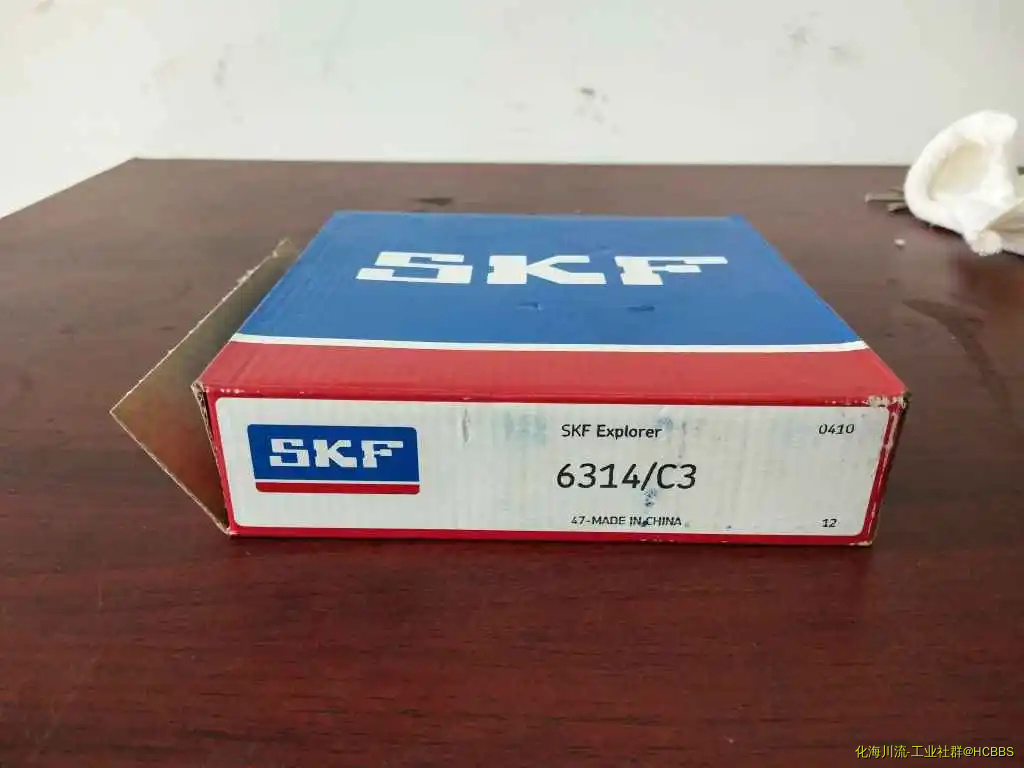 SKF
SKF
SKF Explorer
0410
6314/C3
47-MADE IN CHINA
12
化海川流-工业社群@HCBBS